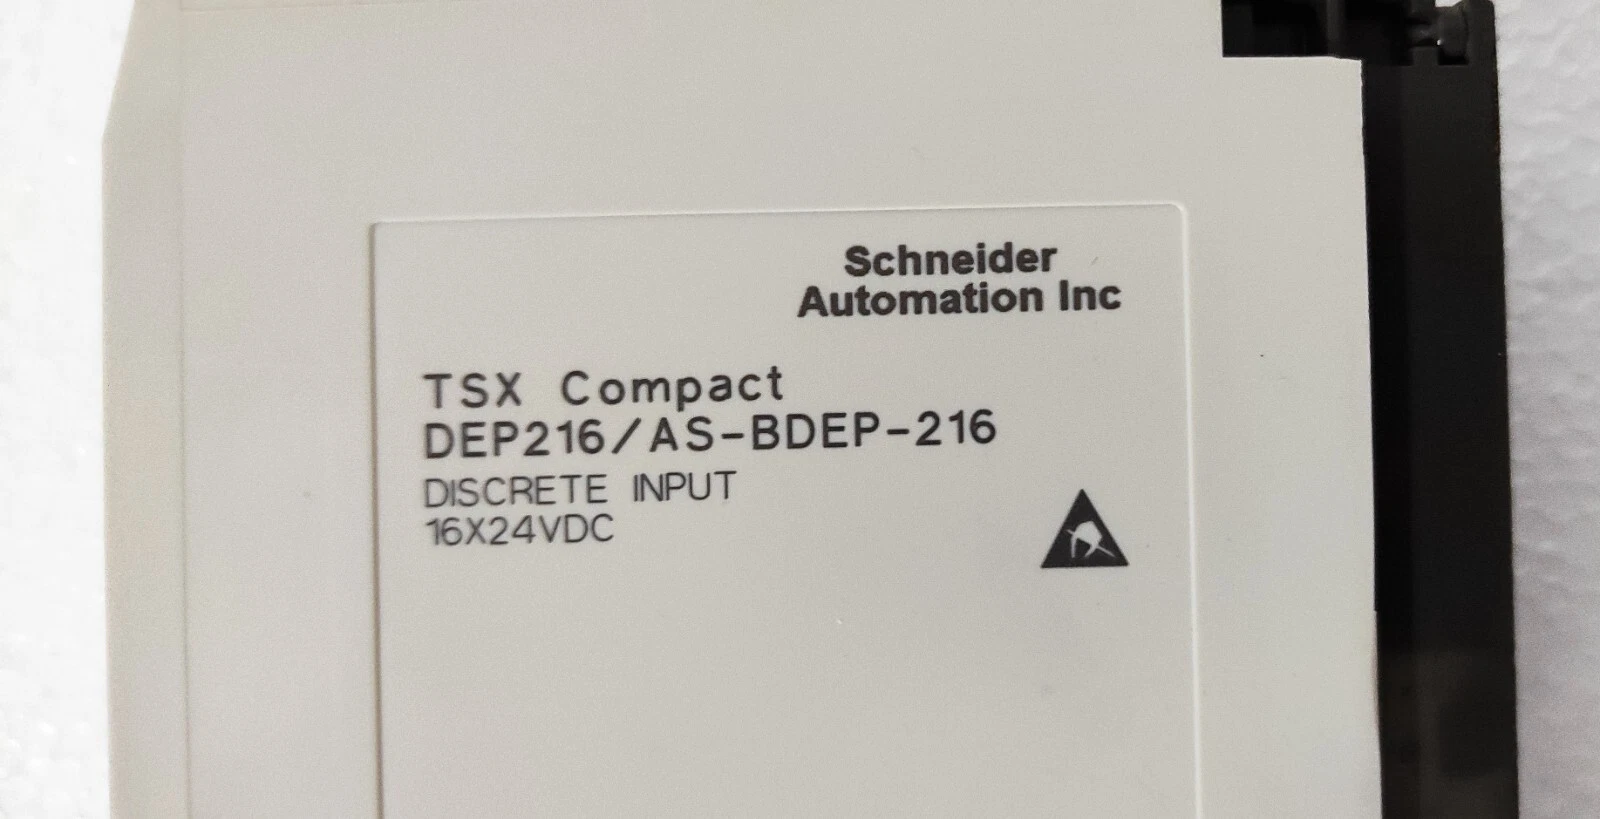 Schneider
Automation Inc
TSX Compact
DEP216/AS-BDEP-216
DISCRETE INPUT
16X24VDC